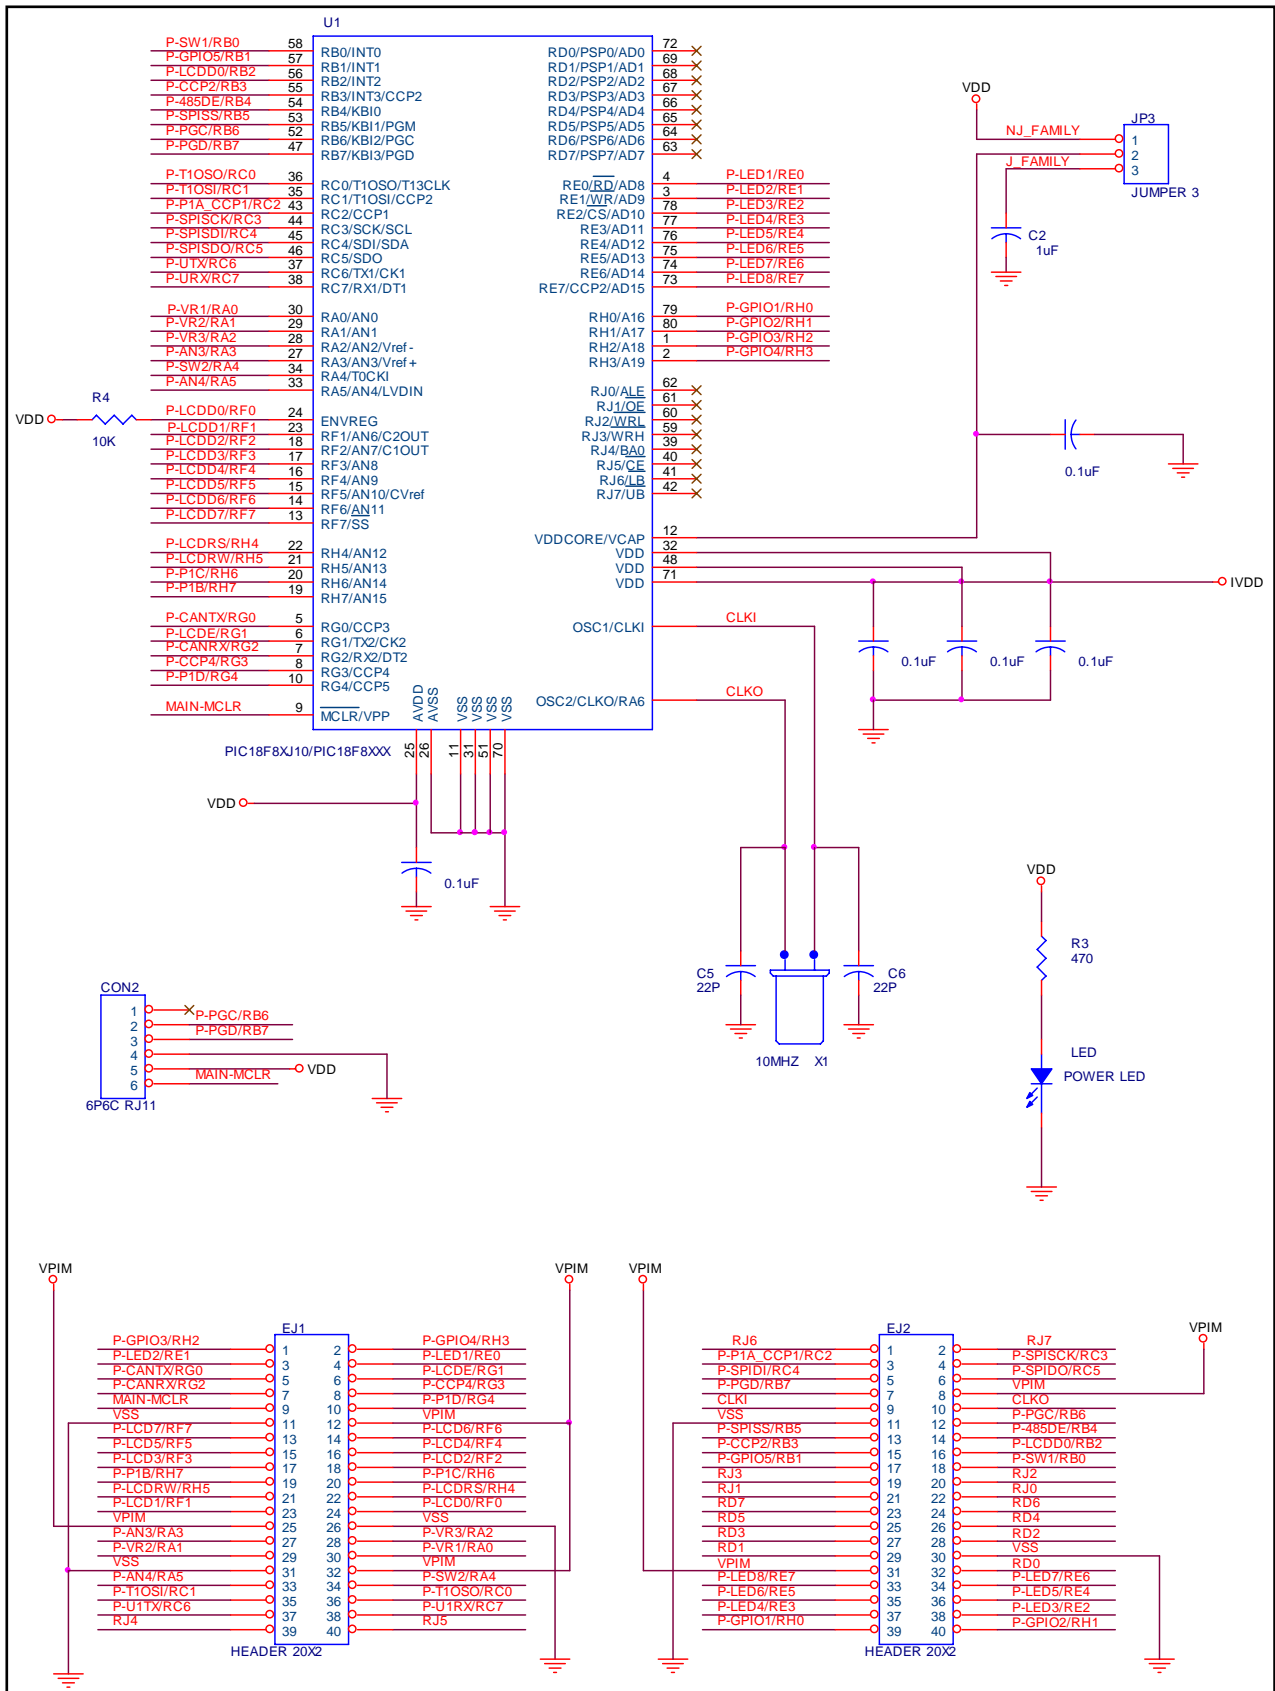 U1
P-SW1/RB0 58 RB0/INT0
P-GPIO5/RB1 57 RB1/INT1
P-LCDD0/RB2 56 RB2/INT2
P-CCP2/RB3 55 RB3/INT3/CCP2
P-485DE/RB4 54 RB4/KBI0
P-SPISS/RB5 53 RB5/KBI1/PGM
P-PGC/RB6 52 RB6/KBI2/PGC
P-PGD/RB7 47 RB7/KBI3/PGD
P-T1OSO/RC0 36 RC0/T1OSO/T13CLK
P-T1OSI/RC1 35 RC1/T1OSI/CCP2
P-P1A_CCP1/RC2 43 RC2/CCP1
P-SPISCK/RC3 44 RC3/SCK/SCL
P-SPISDI/RC4 45 RC4/SDI/SDA
P-SPISDO/RC5 46 RC5/SDO
P-UTX/RC6 37 RC6/TX1/CK1
P-URX/RC7 38 RC7/RX1/DT1
P-VR1/RA0 30 RA0/AN0
P-VR2/RA1 29 RA1/AN1
P-VR3/RA2 28 RA2/AN2/Vref-
P-AN3/RA3 27 RA3/AN3/Vref+
P-SW2/RA4 34 RA4/T0CKI
P-AN4/RA5 33 RA5/AN4/LVDIN
VDD R4 10K
P-LCDD0/RF0 24 ENVREG
P-LCDD1/RF1 23 RF1/AN6/C2OUT
P-LCDD2/RF2 18 RF2/AN7/C1OUT
P-LCDD3/RF3 17 RF3/AN8
P-LCDD4/RF4 16 RF4/AN9
P-LCDD5/RF5 15 RF5/AN10/CVref
P-LCDD6/RF6 14 RF6/AN11
P-LCDD7/RF7 13 RF7/SS
P-LCDRS/RH4 22 RH4/AN12
P-LCDRW/RH5 21 RH5/AN13
P-P1C/RH6 20 RH6/AN14
P-P1B/RH7 19 RH7/AN15
P-CANTX/RG0 5 RG0/CCP3
P-LCDE/RG1 6 RG1/TX2/CK2
P-CANRX/RG2 7 RG2/RX2/DT2
P-CCP4/RG3 8 RG3/CCP4
P-P1D/RG4 10 RG4/CCP5
MAIN-MCLR 9 MCLR/VPP
RD0/PSP0/AD0 72
RD1/PSP1/AD1 69
RD2/PSP2/AD2 68
RD3/PSP3/AD3 67
RD4/PSP4/AD4 66
RD5/PSP5/AD5 65
RD6/PSP6/AD6 64
RD7/PSP7/AD7 63
RE0/RD/AD8 4 P-LED1/RE0
RE1/WR/AD9 3 P-LED2/RE1
RE2/CS/AD10 78 P-LED3/RE2
RE3/AD11 77 P-LED4/RE3
RE4/AD12 76 P-LED5/RE4
RE5/AD13 75 P-LED6/RE5
RE6/AD14 74 P-LED7/RE6
RE7/CCP2/AD15 73 P-LED8/RE7
RH0/A16 79 P-GPIO1/RH0
RH1/A17 80 P-GPIO2/RH1
RH2/A18 1 P-GPIO3/RH2
RH3/A19 2 P-GPIO4/RH3
RJ0/ALE 62
RJ1/OE 61
RJ2/WRL 60
RJ3/WRH 59
RJ4/BA0 39
RJ5/CE 40
RJ6/LB 41
RJ7/UB 42
VDDCORE/VCAP 12
VDD 32
VDD 48
VDD 71
IVDD
OSC1/CLKI CLKI
OSC2/CLKO/RA6 CLKO
0.1uF 0.1uF 0.1uF
VDD
NJ_FAMILY
J_FAMILY
JP3
1
2
3
JUMPER 3
C2
1uF
0.1uF
AVDD AVSS VSS VSS VSS VSS
25 26 11 31 51 70
PIC18F8XJ10/PIC18F8XXX
VDD
0.1uF
C5
22P
C6
22P
10MHZ X1
VDD
R3
470
LED
POWER LED
CON2
1
2 P-PGC/RB6
3 P-PGD/RB7
4
5 VDD
6 MAIN-MCLR
6P6C RJ11
VPIM VPIM
EJ1
P-GPIO3/RH2 1 2 P-GPIO4/RH3
P-LED2/RE1 3 4 P-LED1/RE0
P-CANTX/RG0 5 6 P-LCDE/RG1
P-CANRX/RG2 7 8 P-CCP4/RG3
MAIN-MCLR 9 10 P-P1D/RG4
VSS 11 12 VPIM
P-LCD7/RF7 13 14 P-LCD6/RF6
P-LCD5/RF5 15 16 P-LCD4/RF4
P-LCD3/RF3 17 18 P-LCD2/RF2
P-P1B/RH7 19 20 P-P1C/RH6
P-LCDRW/RH5 21 22 P-LCDRS/RH4
P-LCD1/RF1 23 24 P-LCD0/RF0
VPIM 25 26 VSS
P-AN3/RA3 27 28 P-VR3/RA2
P-VR2/RA1 29 30 P-VR1/RA0
VSS 31 32 VPIM
P-AN4/RA5 33 34 P-SW2/RA4
P-T1OSI/RC1 35 36 P-T1OSO/RC0
P-U1TX/RC6 37 38 P-U1RX/RC7
RJ4 39 40 RJ5
HEADER 20X2
VPIM VPIM
EJ2
RJ6 1 2 RJ7
P-P1A_CCP1/RC2 3 4 P-SPISCK/RC3
P-SPIDI/RC4 5 6 P-SPIDO/RC5
P-PGD/RB7 7 8 VPIM
CLKI 9 10 CLKO
VSS 11 12 P-PGC/RB6
P-SPISS/RB5 13 14 P-485DE/RB4
P-CCP2/RB3 15 16 P-LCDD0/RB2
P-GPIO5/RB1 17 18 P-SW1/RB0
RJ3 19 20 RJ2
RJ1 21 22 RJ0
RD7 23 24 RD6
RD5 25 26 RD4
RD3 27 28 RD2
RD1 29 30 VSS
VPIM 31 32 RD0
P-LED8/RE7 33 34 P-LED7/RE6
P-LED6/RE5 35 36 P-LED5/RE4
P-LED4/RE3 37 38 P-LED3/RE2
P-GPIO1/RH0 39 40 P-GPIO2/RH1
HEADER 20X2